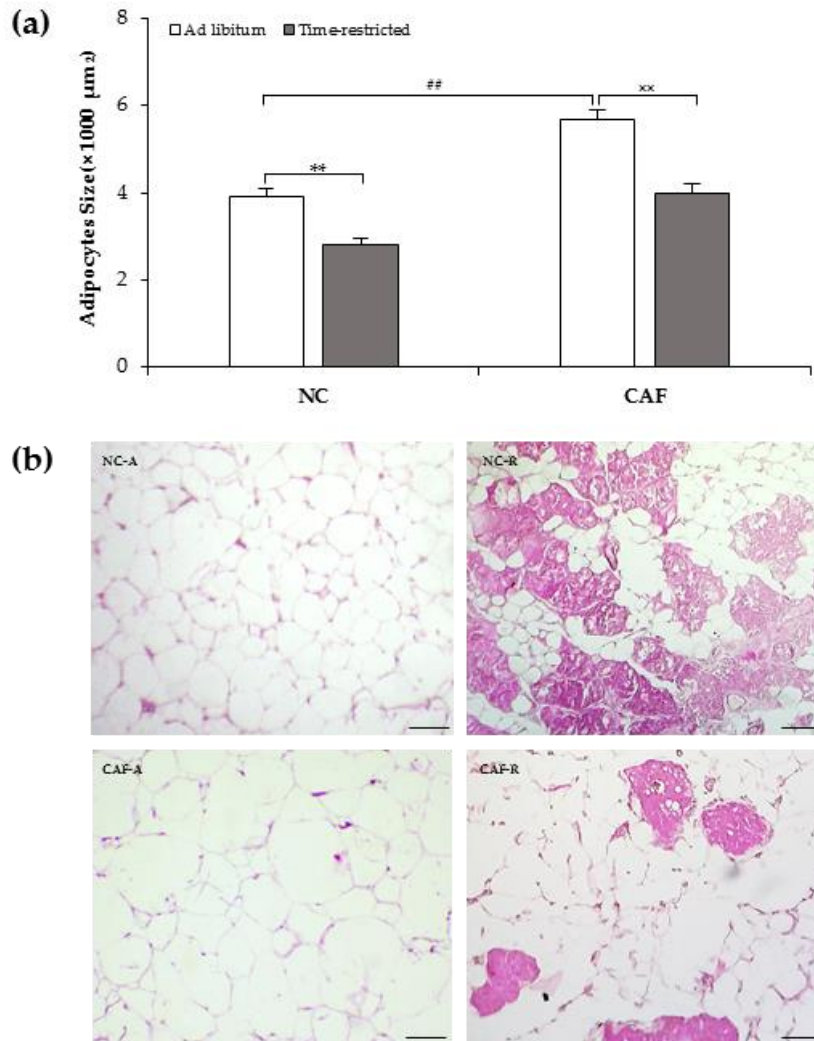 (a)
8
Ad libitum Time-restricted
##
××
6
**
4
2
0
Adipocytes Size(×1000 μm2)
NC CAF
(b)
NC-A NC-R
CAF-A CAF-R